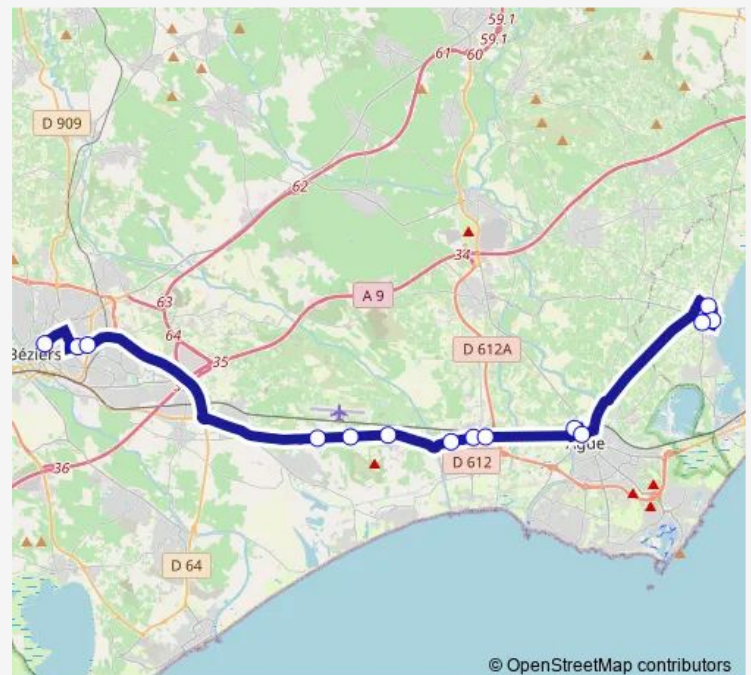 59.1
59.1
61
60
D 909
62
34
A 9
63
64
Béziers
35
D 612A
36
Agde
D 612
D 64
© OpenStreetMap contributors